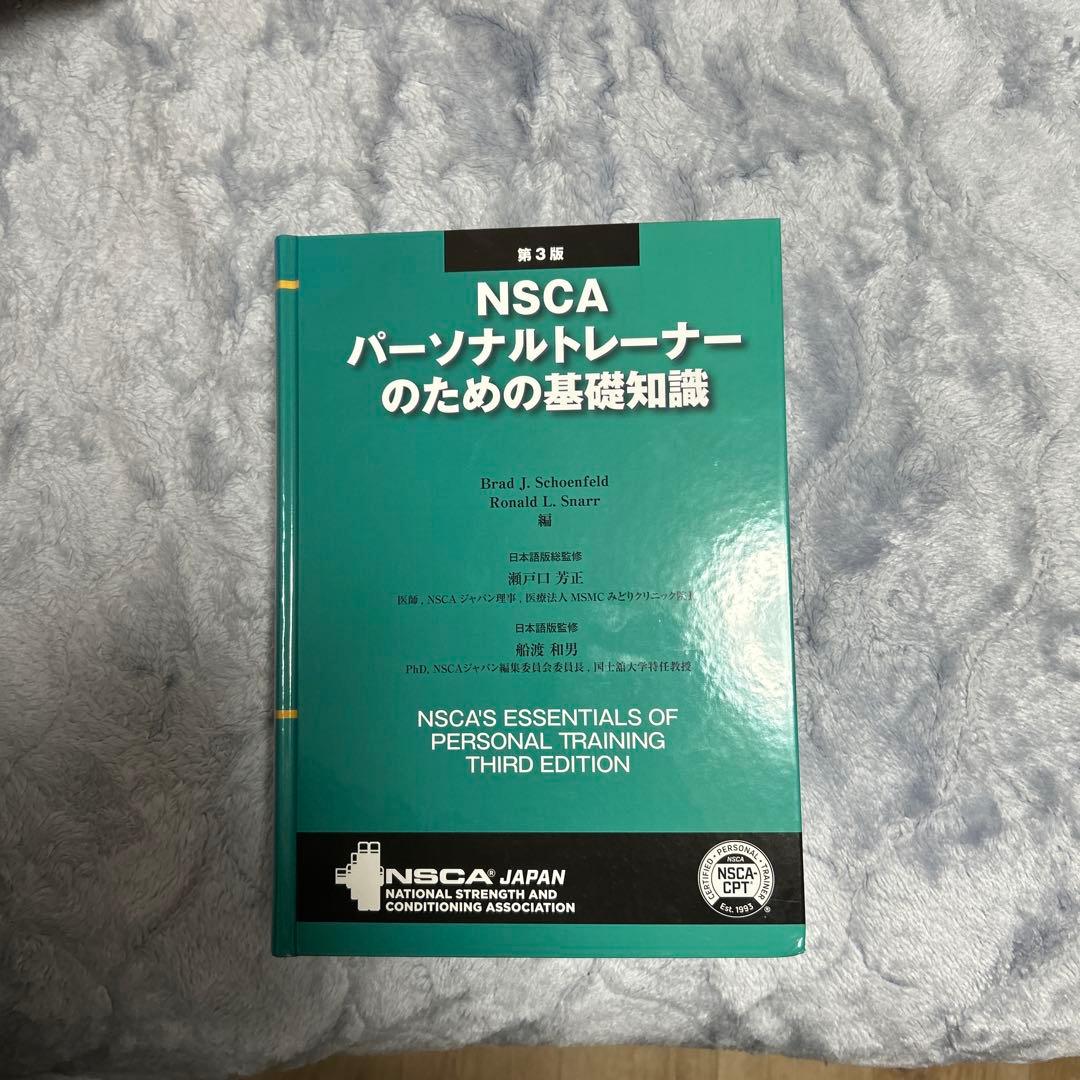 第3版
NSCA
パーソナルトレーナー
のための基礎知識
Brad J. Schoenfeld
Ronald L. Snarr
編
日本語版総監修
瀬戸口 芳正
医師, NSCAジャパン理事, 医療法人MSMCみどりクリニック院長
日本語版監修
船渡 和男
PhD, NSCAジャパン編集委員会委員長, 国士舘大学特任教授
NSCA'S ESSENTIALS OF
PERSONAL TRAINING
THIRD EDITION
NSCA® JAPAN
NATIONAL STRENGTH AND
CONDITIONING ASSOCIATION
CERTIFIED • PERSONAL • TRAINER
NSCA
NSCA-
CPT®
Est. 1993
®